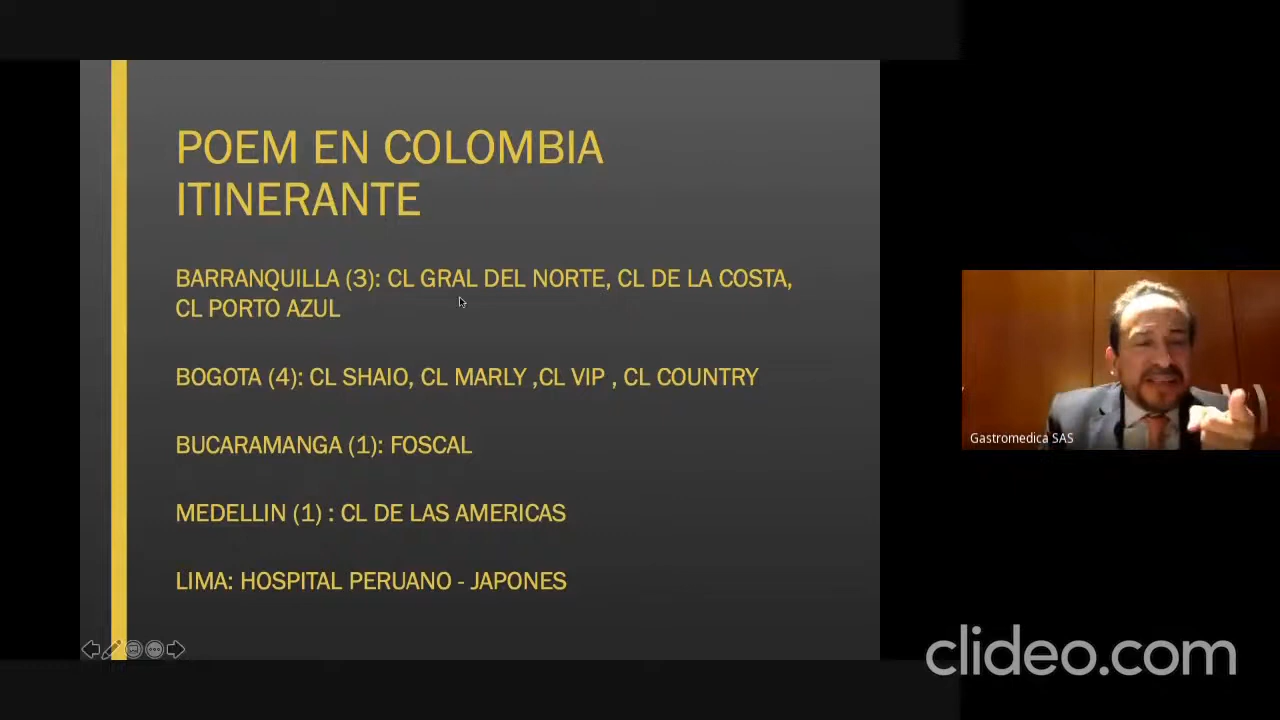 POEM EN COLOMBIA
ITINERANTE
BARRANQUILLA (3): CL GRAL DEL NORTE, CL DE LA COSTA,
CL PORTO AZUL
BOGOTA (4): CL SHAIO, CL MARLY ,CL VIP , CL COUNTRY
BUCARAMANGA (1): FOSCAL
MEDELLIN (1) : CL DE LAS AMERICAS
LIMA: HOSPITAL PERUANO - JAPONES
Gastromedica SAS
clideo.com